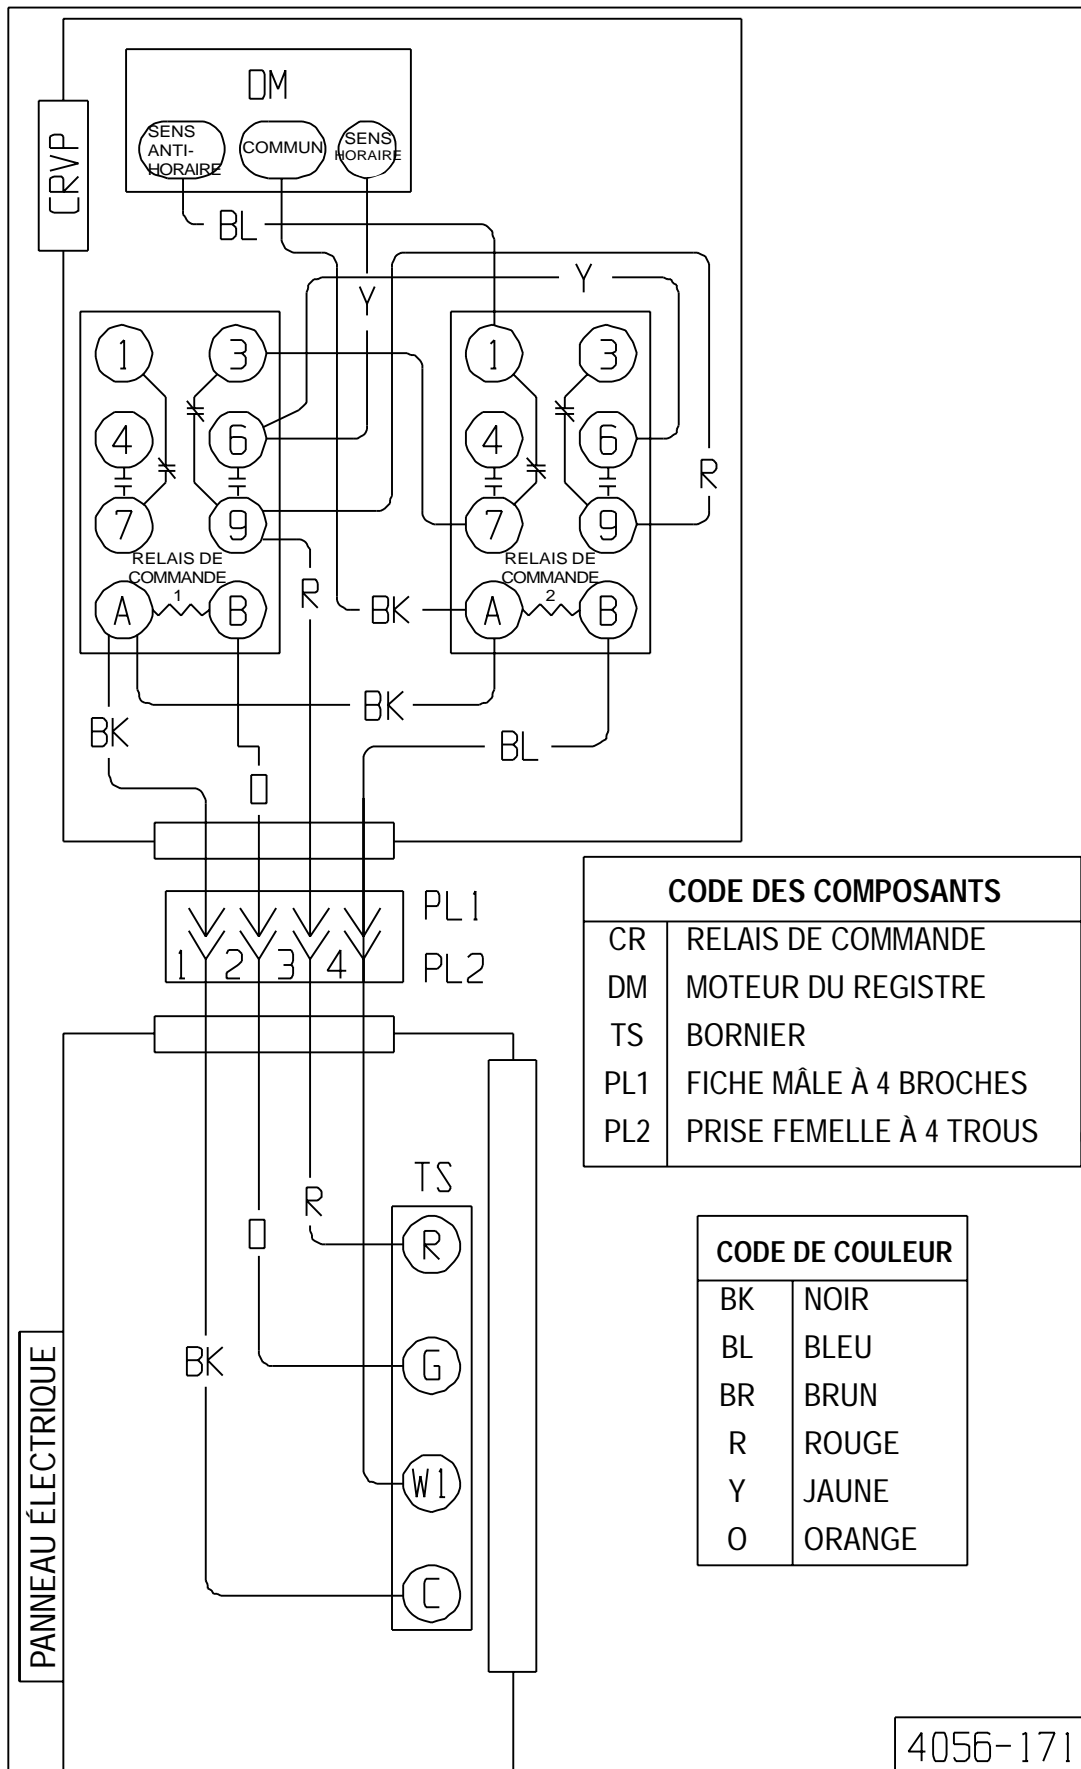 DM
SENS
ANTI-
HORAIRE
COMMUN
SENS
HORAIRE
CRVP
BL
Y
Y
1
3
4
6
7
9
RELAIS DE
COMMANDE
1
A
B
1
3
4
6
7
9
RELAIS DE
COMMANDE
2
A
B
R
R
BK
BK
BK
BL
O
PL1
1
2
3
4
PL2
CODE DES COMPOSANTS
CR RELAIS DE COMMANDE
DM MOTEUR DU REGISTRE
TS BORNIER
PL1 FICHE MÂLE À 4 BROCHES
PL2 PRISE FEMELLE À 4 TROUS
TS
R
O
BK
R
G
W1
C
PANNEAU ÉLECTRIQUE
CODE DE COULEUR
BK NOIR
BL BLEU
BR BRUN
R ROUGE
Y JAUNE
O ORANGE
4056-171